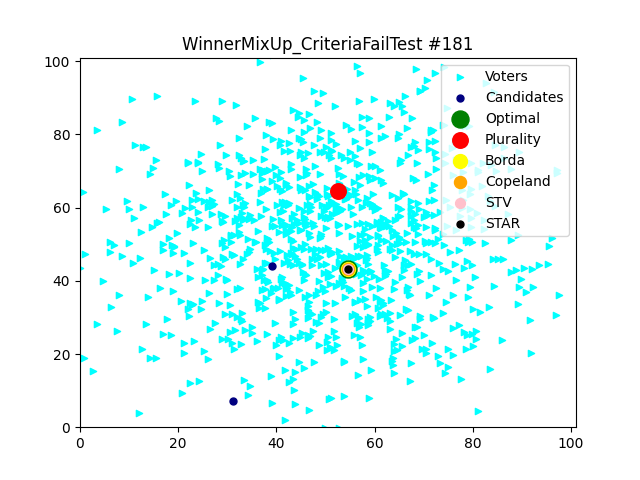 WinnerMixUp_CriteriaFailTest #181
100
80
60
40
20
0
0
20
40
60
80
100
Voters
Candidates
Optimal
Plurality
Borda
Copeland
STV
STAR